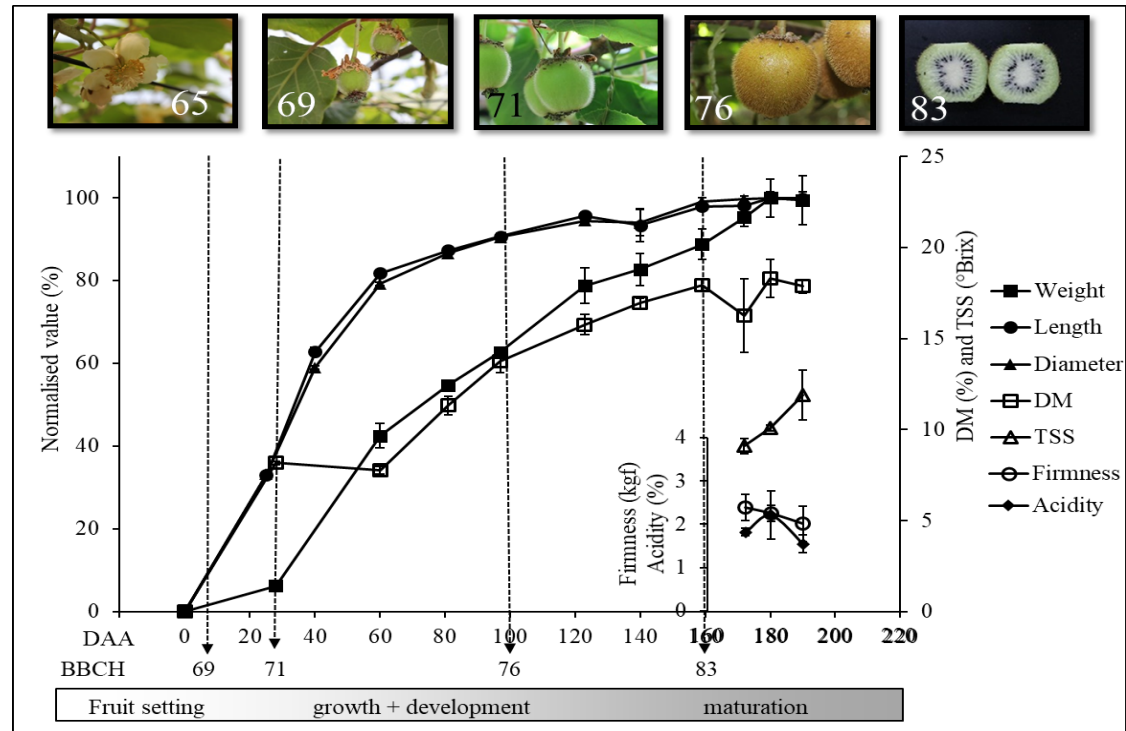 65 69 71 76 83
Normalised value (%)
100
80
60
40
20
0
25
20
15
10
5
0
DM (%) and TSS (°Brix)
Weight
Length
Diameter
DM
TSS
Firmness
Acidity
Firmness (kgf)
Acidity (%)
4
3
2
1
0
DAA 0 20 40 60 80 100 120 140 160 180 200 220
BBCH 69 71 76 83
Fruit setting growth + development maturation